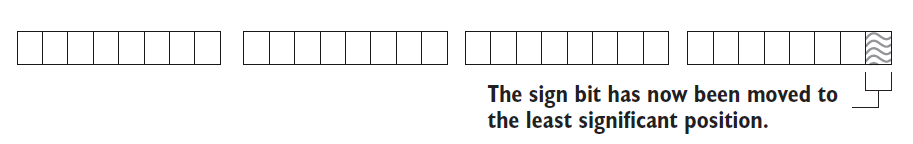 The sign bit has now been moved to
the least significant position.